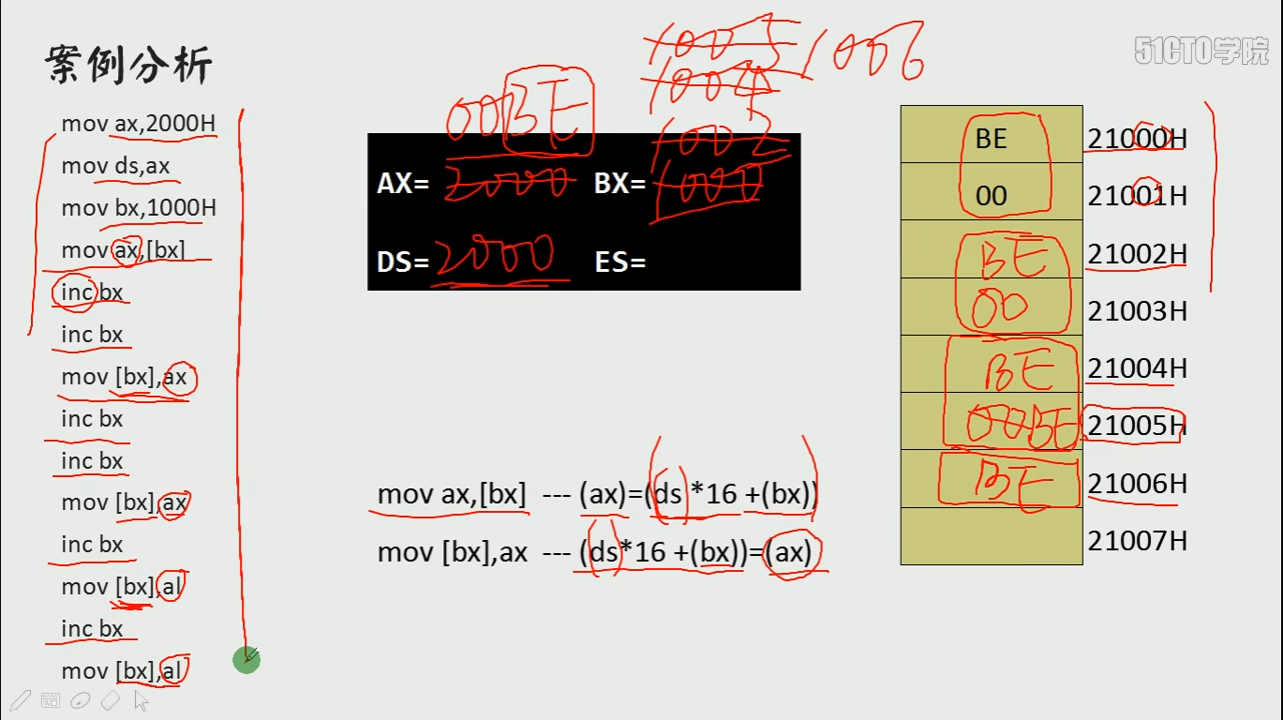 51CTO学院
案例分析
mov ax,2000H
mov ds,ax
mov bx,1000H
mov ax,[bx]
inc bx
inc bx
mov [bx],ax
inc bx
inc bx
mov [bx],ax
inc bx
mov [bx],al
inc bx
mov [bx],al
1005
1006
1004
1002
00BE
AX= 2000 BX= 1000
DS= 2000 ES=
mov ax,[bx] --- (ax)=(ds *16 +(bx))
mov [bx],ax --- (ds*16 +(bx))=(ax)
BE 21000H
00 21001H
BE 21002H
00 21003H
BE 21004H
00BE 21005H
BE 21006H
21007H